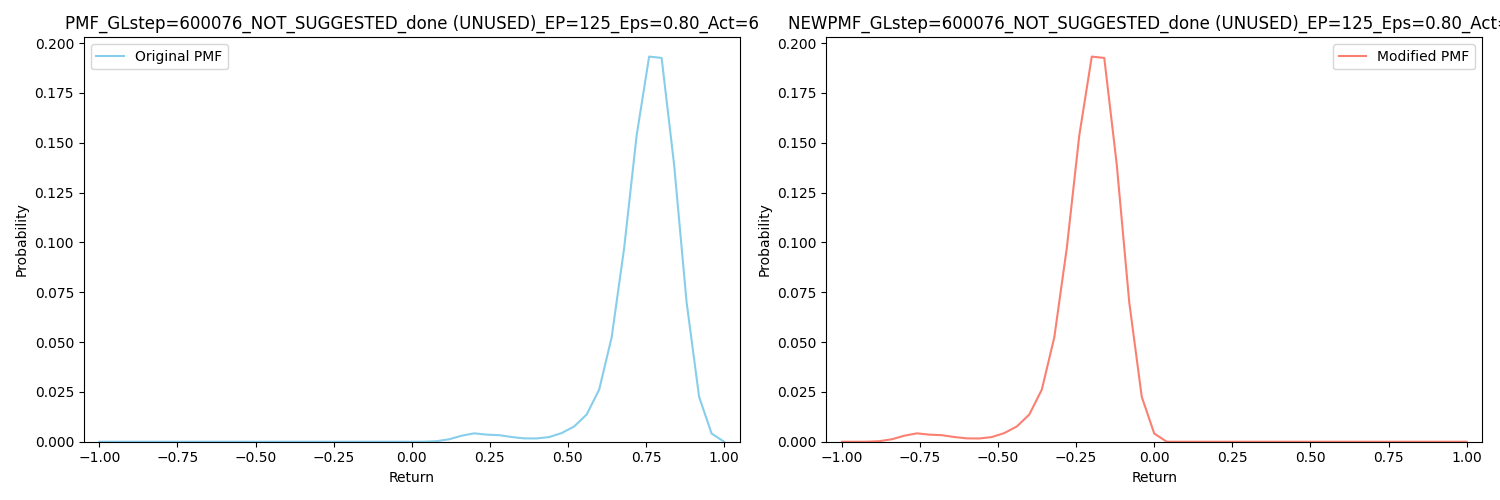 PMF_GLstep=600076_NOT_SUGGESTED_done (UNUSED)_EP=125_Eps=0.80_Act=6
Original PMF
0.200
0.175
0.150
0.125
0.100
0.075
0.050
0.025
0.000
Probability
−1.00 −0.75 −0.50 −0.25 0.00 0.25 0.50 0.75 1.00
Return
NEWPMF_GLstep=600076_NOT_SUGGESTED_done (UNUSED)_EP=125_Eps=0.80_Act=
Modified PMF
0.200
0.175
0.150
0.125
0.100
0.075
0.050
0.025
0.000
Probability
−1.00 −0.75 −0.50 −0.25 0.00 0.25 0.50 0.75 1.00
Return